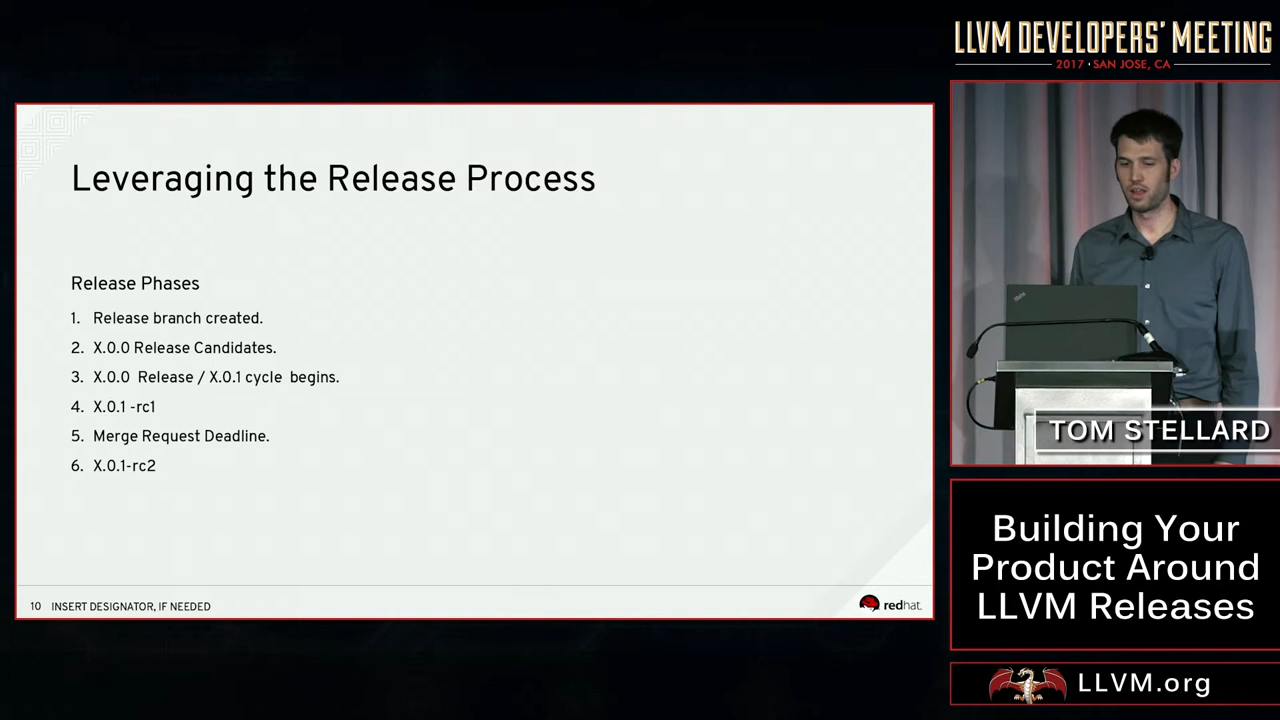 LLVM DEVELOPERS' MEETING
2017 · SAN JOSE, CA
Leveraging the Release Process
Release Phases
1. Release branch created.
2. X.0.0 Release Candidates.
3. X.0.0 Release / X.0.1 cycle begins.
4. X.0.1 -rc1
5. Merge Request Deadline.
6. X.0.1-rc2
10 INSERT DESIGNATOR, IF NEEDED
redhat.
ThinkPad
TOM STELLARD
Building Your
Product Around
LLVM Releases
LLVM.org